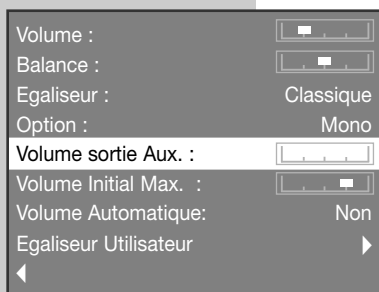 Volume :
Balance :
Egaliseur : Classique
Option : Mono
Volume sortie Aux. :
Volume Initial Max. :
Volume Automatique: Non
Egaliseur Utilisateur